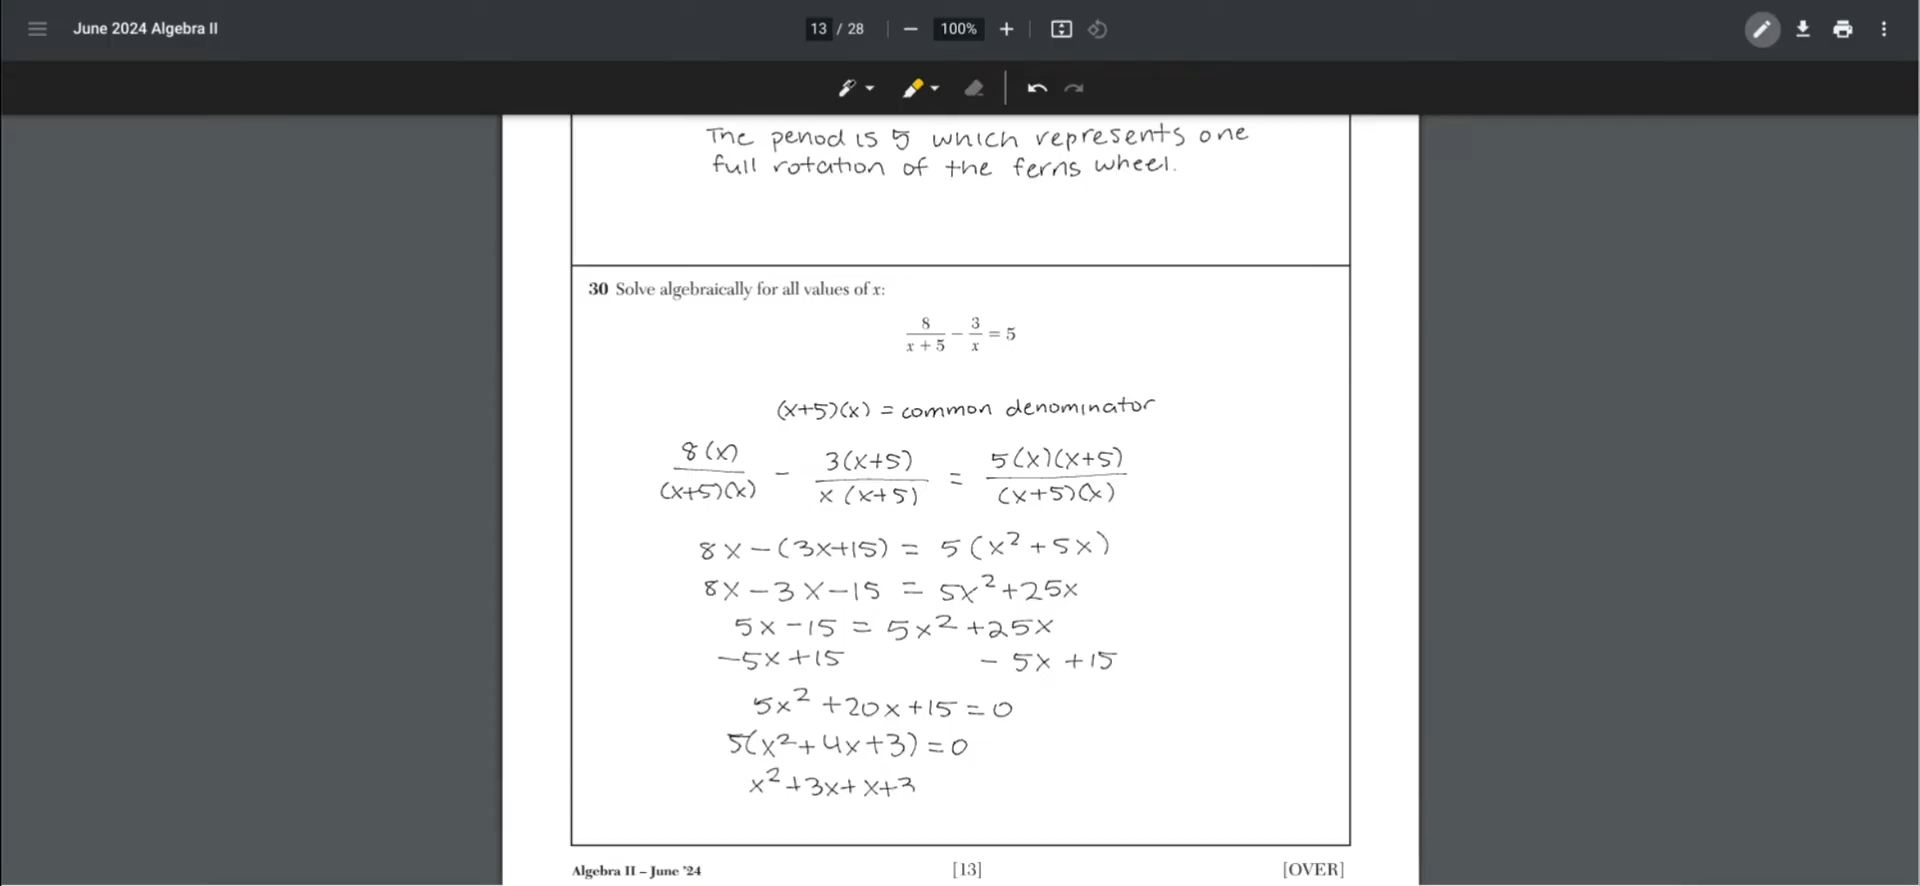 June 2024 Algebra II
13 / 28
100%
The period is 5 which represents one
full rotation of the ferris wheel.
30 Solve algebraically for all values of x:
8/(x + 5) − 3/x = 5
(x+5)(x) = common denominator
8(x)/((x+5)(x)) − 3(x+5)/(x(x+5)) = 5(x)(x+5)/((x+5)(x))
8x − (3x+15) = 5(x² + 5x)
8x − 3x − 15 = 5x² + 25x
5x − 15 = 5x² + 25x
−5x + 15 − 5x + 15
5x² + 20x + 15 = 0
5(x² + 4x + 3) = 0
x² + 3x + x + 3
Algebra II – June ’24
[13]
[OVER]